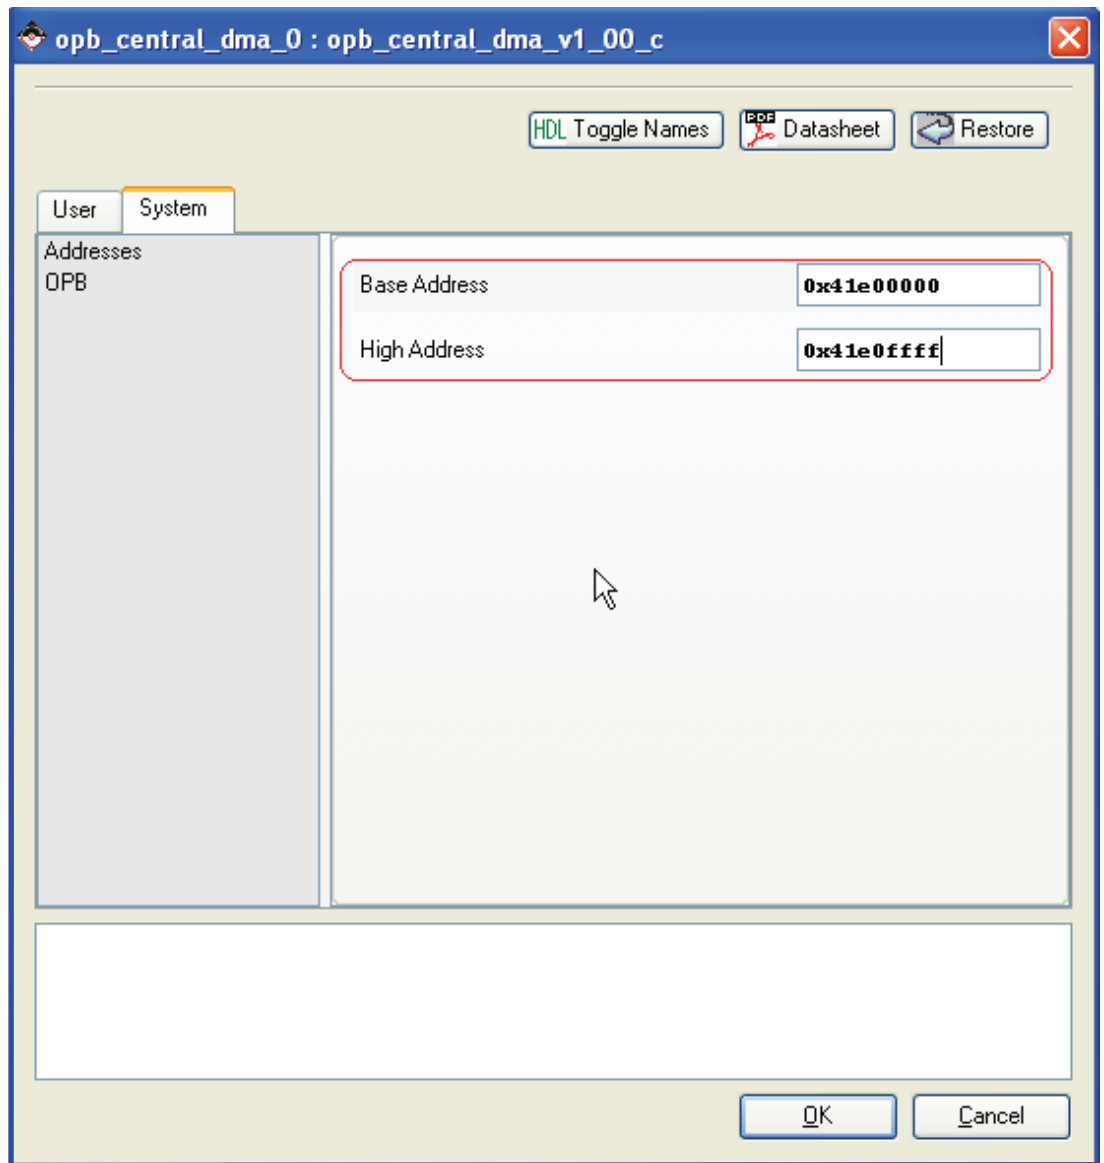 opb_central_dma_0 : opb_central_dma_v1_00_c
HDL Toggle Names
PDF Datasheet
Restore
User
System
Addresses
OPB
Base Address 0x41e00000
High Address 0x41e0ffff
OK
Cancel